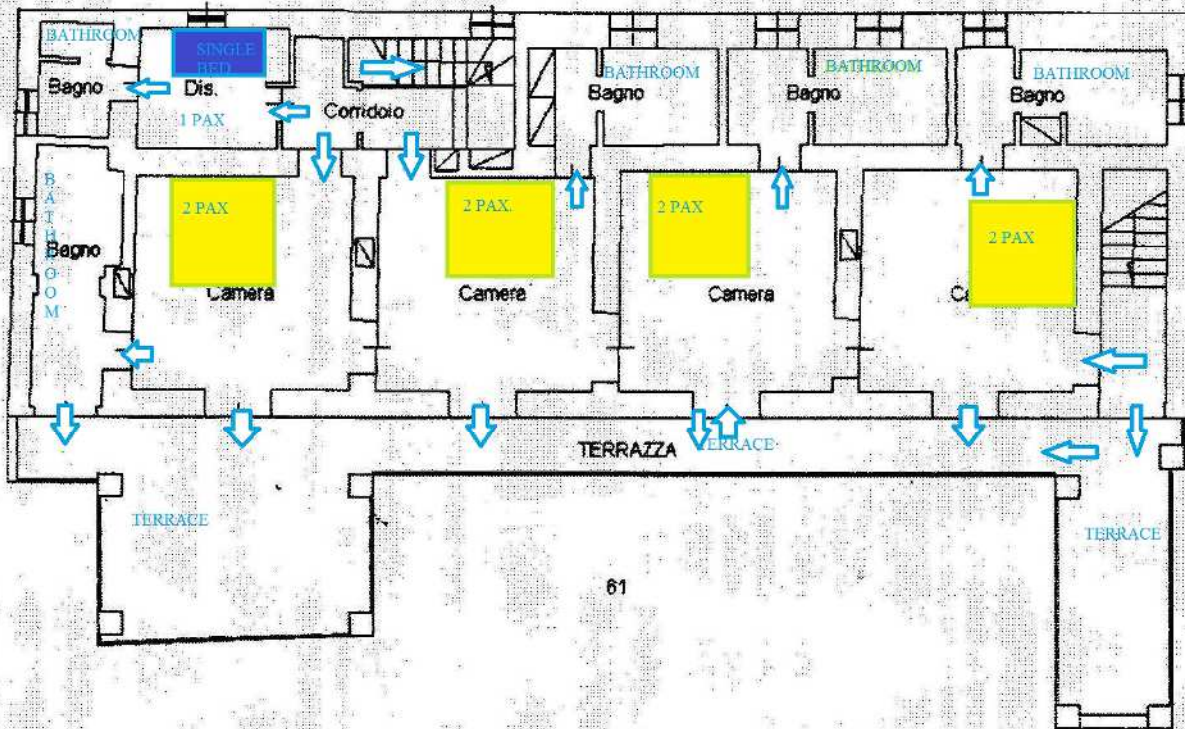 BATHROOM
SINGLE
BED
Bagno
Dis.
1 PAX
Corridoio
BATHROOM
Bagno
BATHROOM
Bagno
BATHROOM
Bagno
BATHROOM
Bagno
2 PAX
Camera
2 PAX.
Camera
2 PAX
Camera
2 PAX
TERRAZZA
TERRACE
TERRACE
TERRACE
61